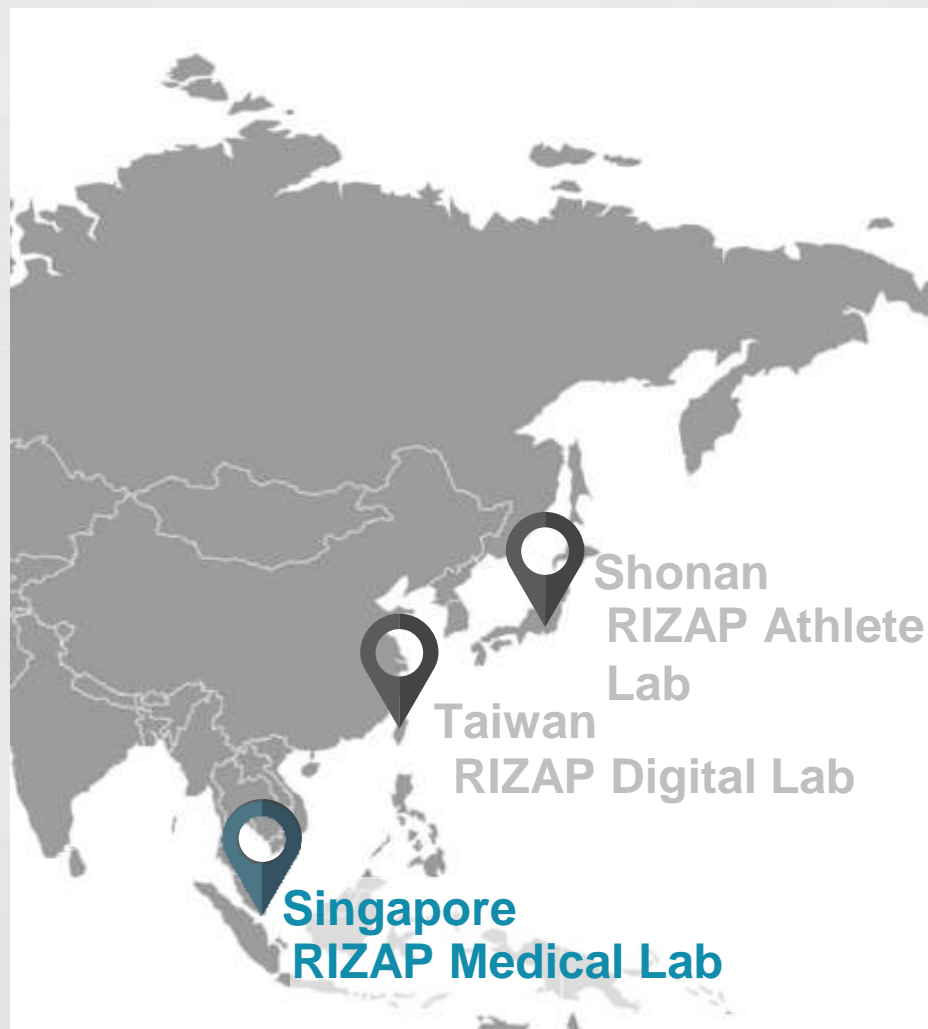 Shonan
RIZAP Athlete
Lab
Taiwan
RIZAP Digital Lab
Singapore
RIZAP Medical Lab